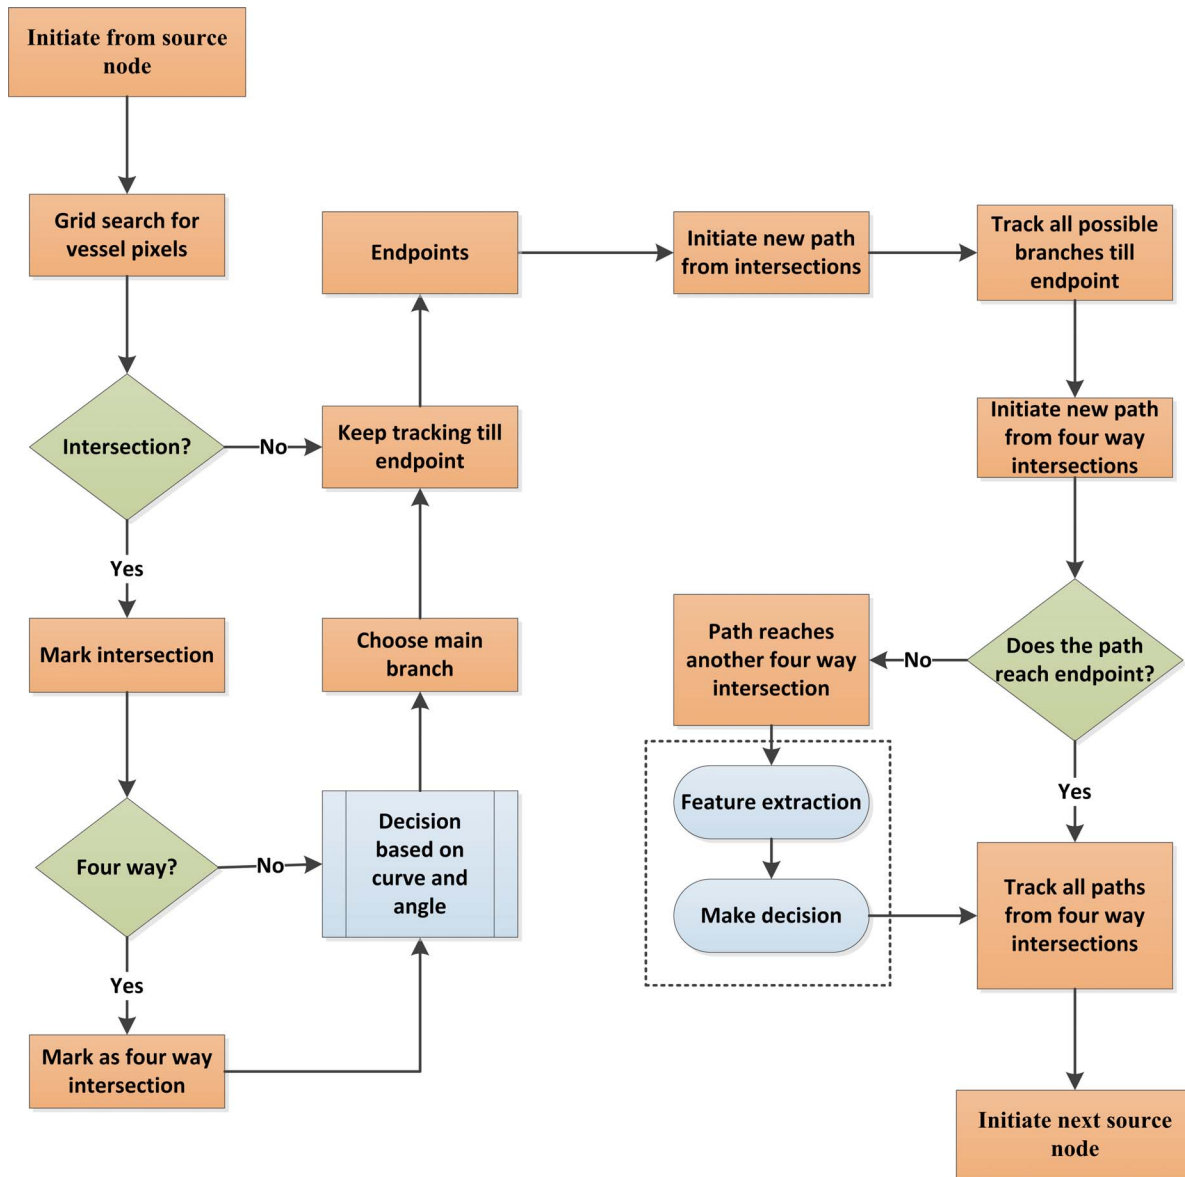 Initiate from source
node
Grid search for
vessel pixels
Intersection?
No
Yes
Mark intersection
Four way?
No
Yes
Mark as four way
intersection
Decision
based on
curve and
angle
Choose main
branch
Keep tracking till
endpoint
Endpoints
Initiate new path
from intersections
Track all possible
branches till
endpoint
Initiate new path
from four way
intersections
Does the path
reach endpoint?
No
Path reaches
another four way
intersection
Feature extraction
Make decision
Yes
Track all paths
from four way
intersections
Initiate next source
node